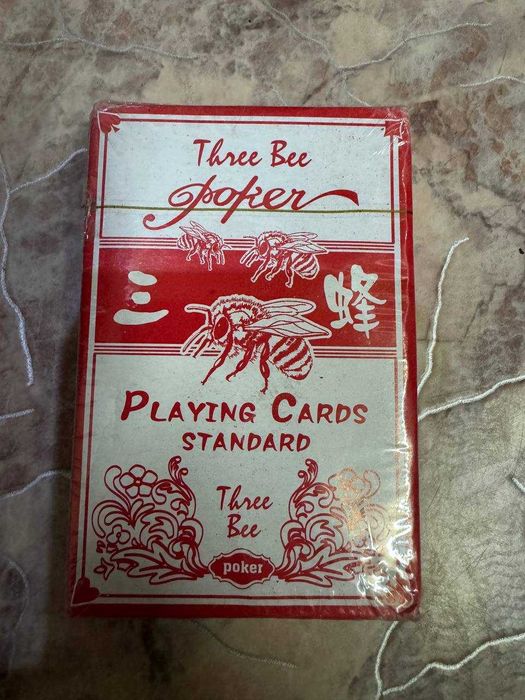 Three Bee
poker
三 蜂
PLAYING CARDS
STANDARD
Three
Bee
poker